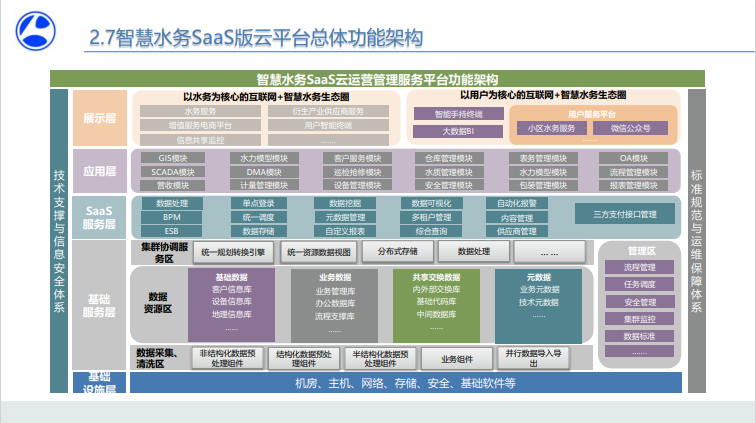 2.7智慧水务SaaS版云平台总体功能架构
智慧水务SaaS云运营管理服务平台功能架构
技术支撑与信息安全体系
标准规范与运维保障体系
展示层
以水务为核心的互联网+智慧水务生态圈
水务服务
衍生产业供应商服务
增值服务电商平台
用户智能终端
信息共享监控
……
以用户为核心的互联网+智慧水务生态圈
智能手持终端
大数据BI
用户服务平台
小区水务服务
微信公众号
……
应用层
GIS模块
水力模型模块
客户服务模块
仓库管理模块
表务管理模块
OA模块
SCADA模块
DMA模块
巡检抢修模块
水质管理模块
水力模型模块
流程管理模块
营收模块
计量管理模块
设备管理模块
安全管理模块
包装管理模块
报表管理模块
SaaS
服务层
数据处理
单点登录
数据挖掘
数据可视化
自动化报警
BPM
统一调度
元数据管理
多租户管理
内容管理
ESB
数据存储
自定义报表
综合查询
供应商管理
三方支付接口管理
基础
服务层
集群协调服
务区
统一规划转换引擎
统一资源数据视图
分布式存储
数据处理
… …
数据
资源区
基础数据
客户信息库
设备信息库
地理信息库
……
业务数据
业务管理库
办公数据库
流程支撑库
……
共享交换数据
内外部交换库
基础代码库
中间数据库
……
元数据
业务元数据
技术元数据
……
数据采集、
清洗区
非结构化数据预
处理组件
结构化数据预处
理组件
半结构化数据预
处理组件
业务组件
并行数据导入导
出
管理区
流程管理
任务调度
安全管理
集群监控
数据标准
…….
基础
设施层
机房、主机、网络、存储、安全、基础软件等